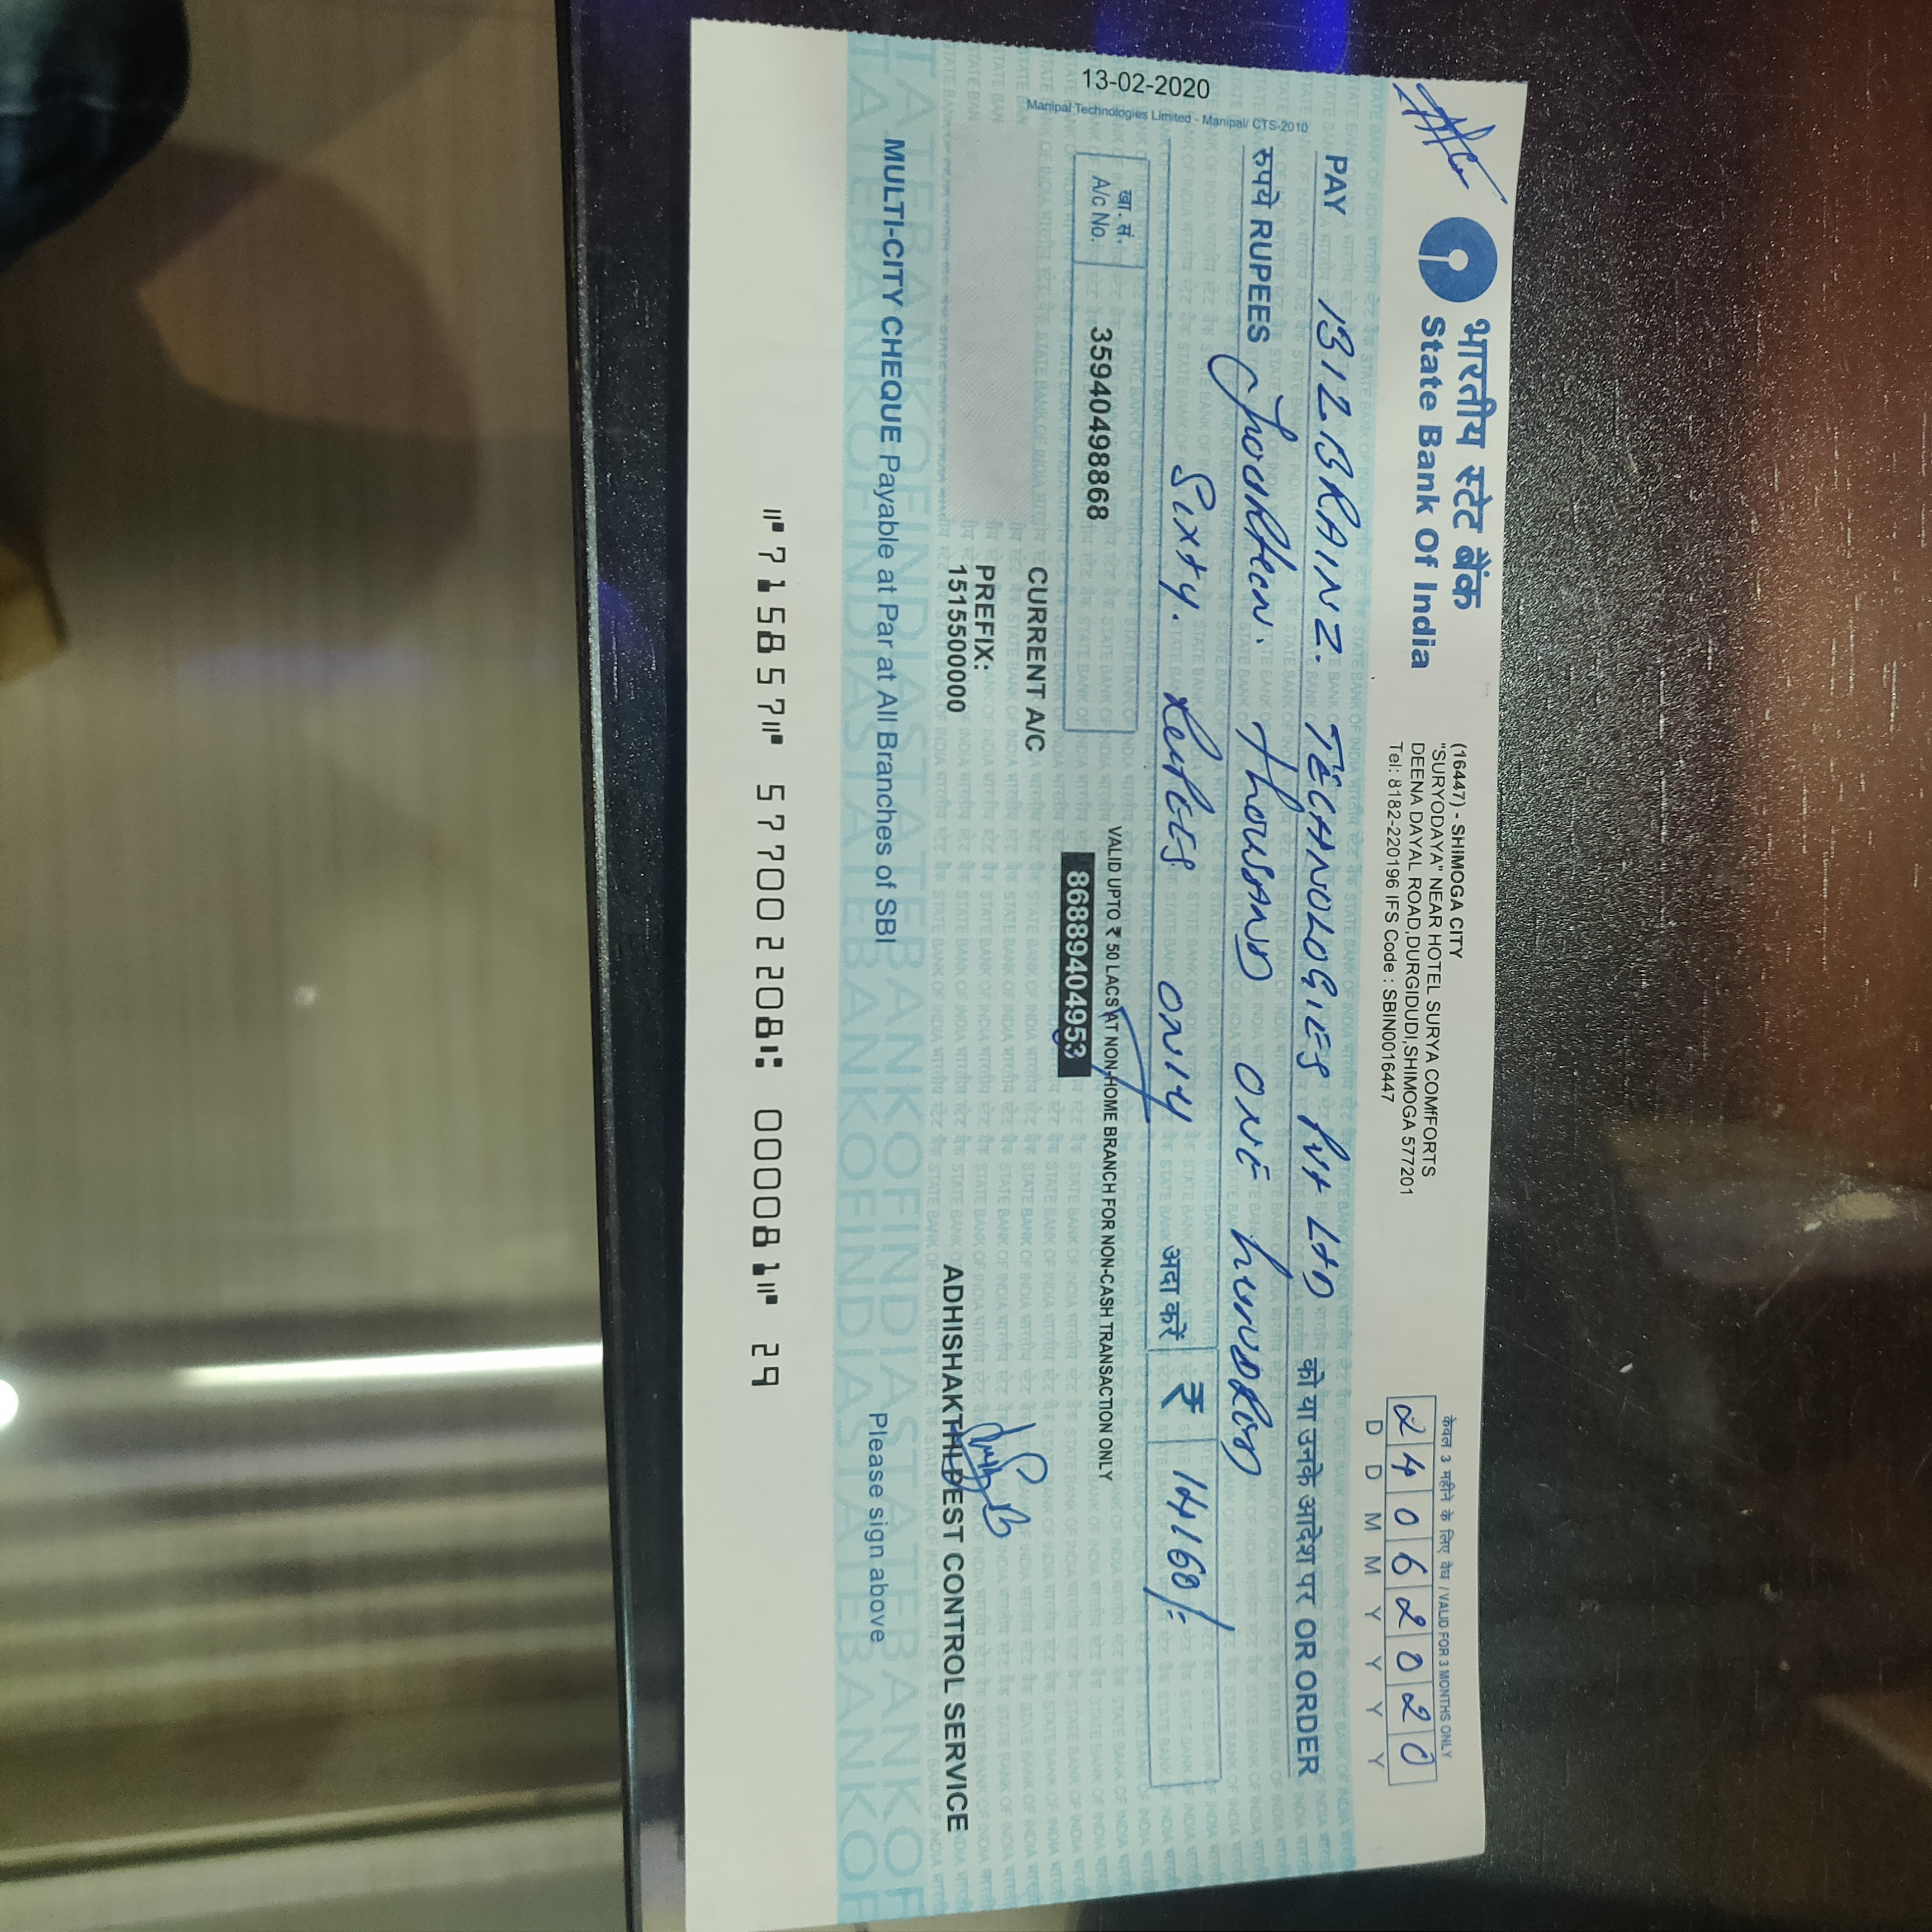 भारतीय स्टेट बैंक
State Bank Of India
(16447) - SHIMOGA CITY
"SURYODAYA" NEAR HOTEL SURYA COMfFORTS
DEENA DAYAL ROAD,DURGIDUDI,SHIMOGA 577201
Tel: 8182-220196 IFS Code : SBIN0016447
केवल 3 महीने के लिए वैध / VALID FOR 3 MONTHS ONLY
24062020
D D M M Y Y Y Y
PAY BIZBRAINZ. TECHNOLOGIES Pvt Ltd को या उनके आदेश पर OR ORDER
रुपये RUPEES Fourteen. Thousand one hundred
Sixty. Rupees only अदा करें ₹ 14160/-
खा. सं.
A/c No. 35940498868
VALID UPTO ₹ 50 LACS AT NON-HOME BRANCH FOR NON-CASH TRANSACTION ONLY
86889404953
CURRENT A/C
PREFIX:
1515500000
ADHISHAKTHI PEST CONTROL SERVICE
MULTI-CITY CHEQUE Payable at Par at All Branches of SBI
Please sign above
⑈715857⑈ 577002208⑆ 000081⑈ 29
13-02-2020
Manipal Technologies Limited - Manipal/ CTS-2010